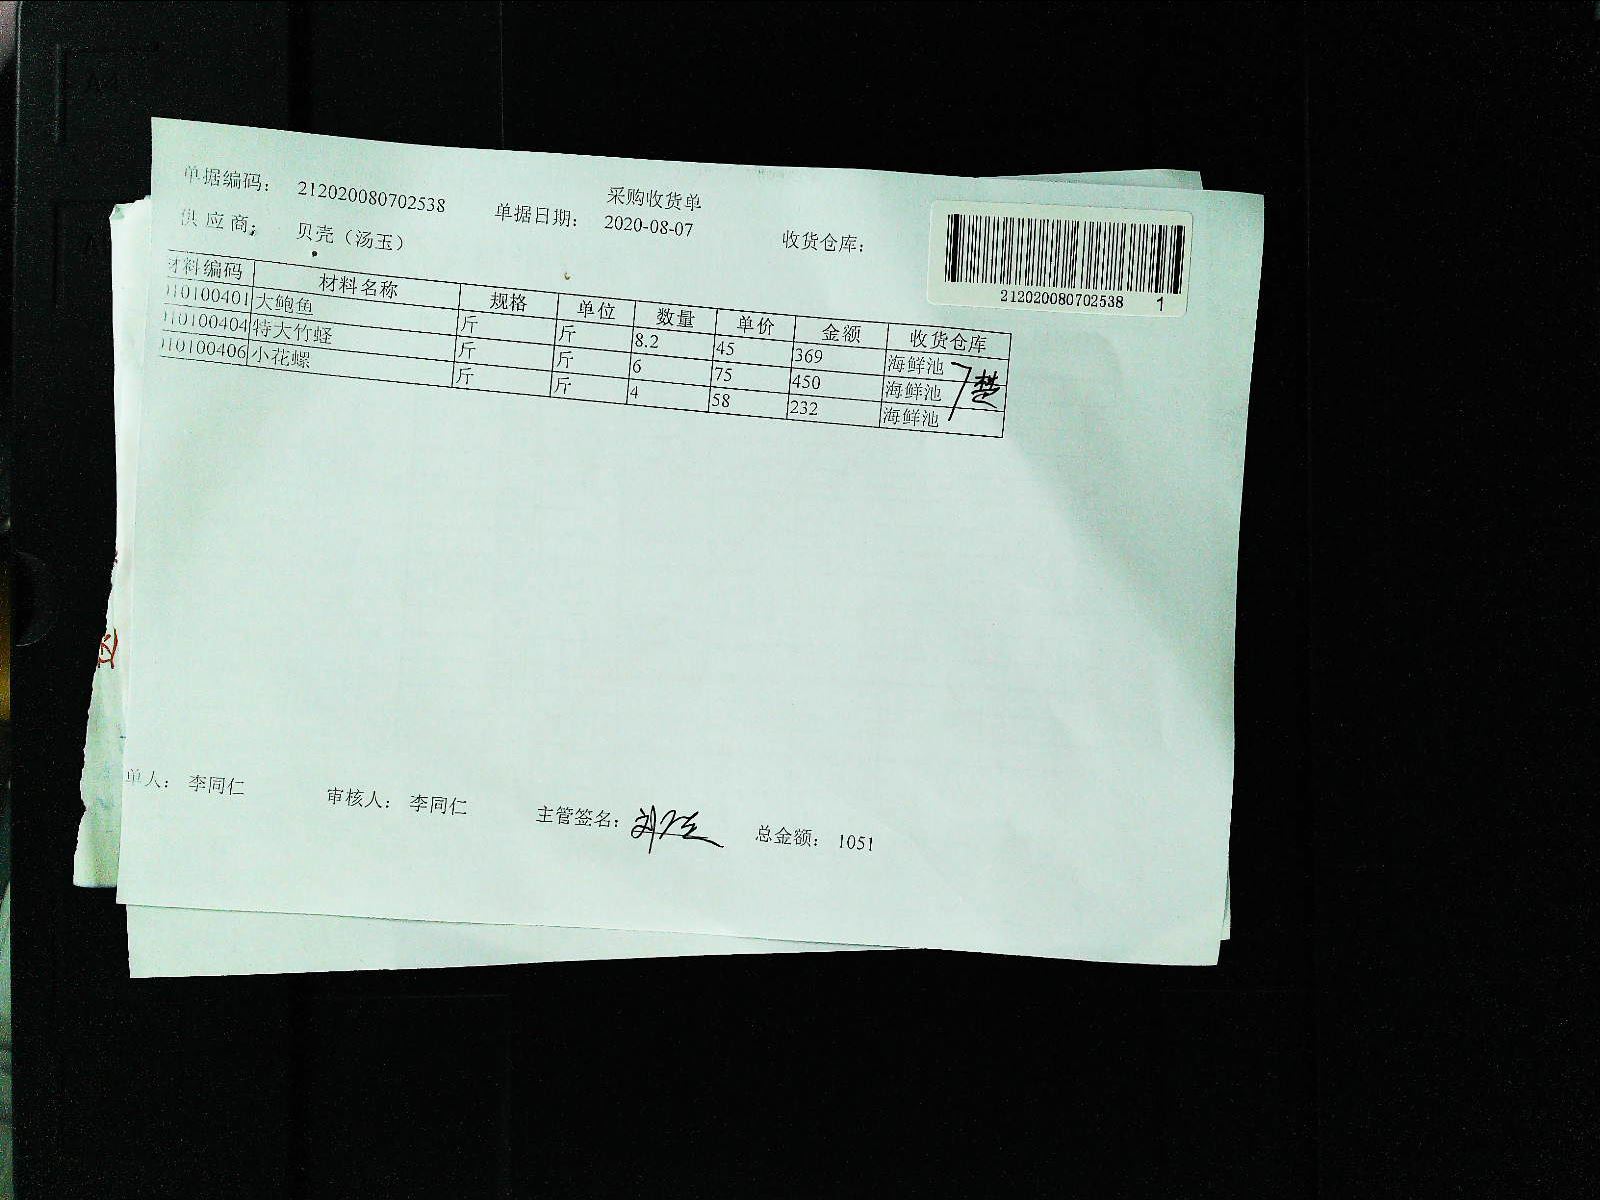 采购收货单
单据编码： 212020080702538 单据日期： 2020-08-07 收货仓库：
供应商； 贝壳（汤玉）
212020080702538 1
材料编码 材料名称 规格 单位 数量 单价 金额 收货仓库
010100401 大鲍鱼 斤 斤 8.2 45 369 海鲜池
010100404 特大竹蛏 斤 斤 6 75 450 海鲜池
010100406 小花螺 斤 斤 4 58 232 海鲜池
楚
单人： 李同仁 审核人： 李同仁 主管签名： 总金额： 1051